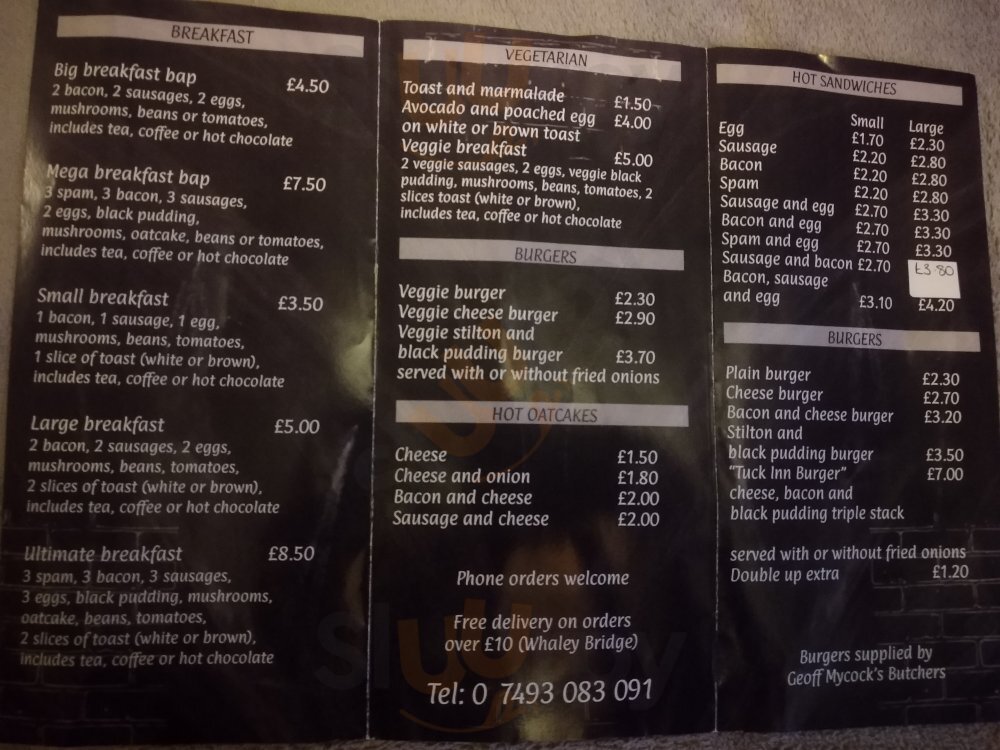 BREAKFAST
Big breakfast bap £4.50
2 bacon, 2 sausages, 2 eggs,
mushrooms, beans or tomatoes,
includes tea, coffee or hot chocolate
Mega breakfast bap £7.50
3 spam, 3 bacon, 3 sausages,
2 eggs, black pudding,
mushrooms, oatcake, beans or tomatoes,
includes tea, coffee or hot chocolate
Small breakfast £3.50
1 bacon, 1 sausage, 1 egg,
mushrooms, beans, tomatoes,
1 slice of toast (white or brown),
includes tea, coffee or hot chocolate
Large breakfast £5.00
2 bacon, 2 sausages, 2 eggs,
mushrooms, beans, tomatoes,
2 slices of toast (white or brown),
includes tea, coffee or hot chocolate
Ultimate breakfast £8.50
3 spam, 3 bacon, 3 sausages,
3 eggs, black pudding, mushrooms,
oatcake, beans, tomatoes,
2 slices of toast (white or brown),
includes tea, coffee or hot chocolate
VEGETARIAN
Toast and marmalade £1.50
Avocado and poached egg £4.00
on white or brown toast
Veggie breakfast £5.00
2 veggie sausages, 2 eggs, veggie black
pudding, mushrooms, beans, tomatoes, 2
slices toast (white or brown),
includes tea, coffee or hot chocolate
BURGERS
Veggie burger £2.30
Veggie cheese burger £2.90
Veggie stilton and
black pudding burger £3.70
served with or without fried onions
HOT OATCAKES
Cheese £1.50
Cheese and onion £1.80
Bacon and cheese £2.00
Sausage and cheese £2.00
Phone orders welcome
Free delivery on orders
over £10 (Whaley Bridge)
Tel: 0 7493 083 091
HOT SANDWICHES
Small Large
Egg £1.70 £2.30
Sausage £2.20 £2.80
Bacon £2.20 £2.80
Spam £2.20 £2.80
Sausage and egg £2.70 £3.30
Bacon and egg £2.70 £3.30
Spam and egg £2.70 £3.30
Sausage and bacon £2.70 £3.80
Bacon, sausage
and egg £3.10 £4.20
BURGERS
Plain burger £2.30
Cheese burger £2.70
Bacon and cheese burger £3.20
Stilton and
black pudding burger £3.50
"Tuck Inn Burger" £7.00
cheese, bacon and
black pudding triple stack
served with or without fried onions
Double up extra £1.20
Burgers supplied by
Geoff Mycock's Butchers
Sluurpy